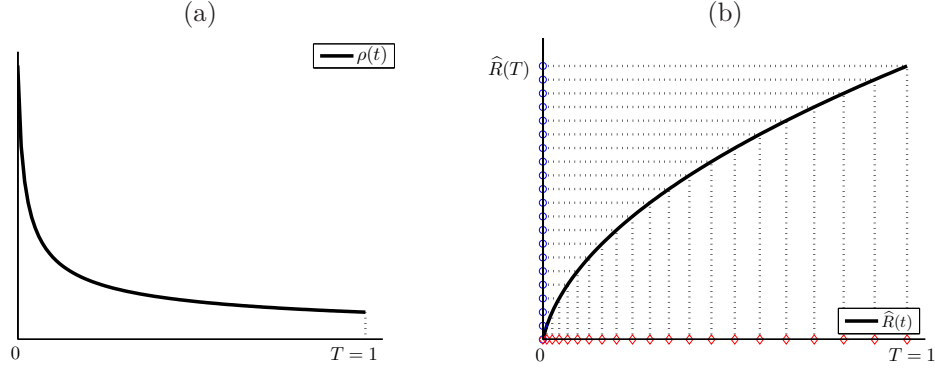 (a)
ρ(t)
0
T = 1
(b)
R̂(T)
R̂(t)
0
T = 1